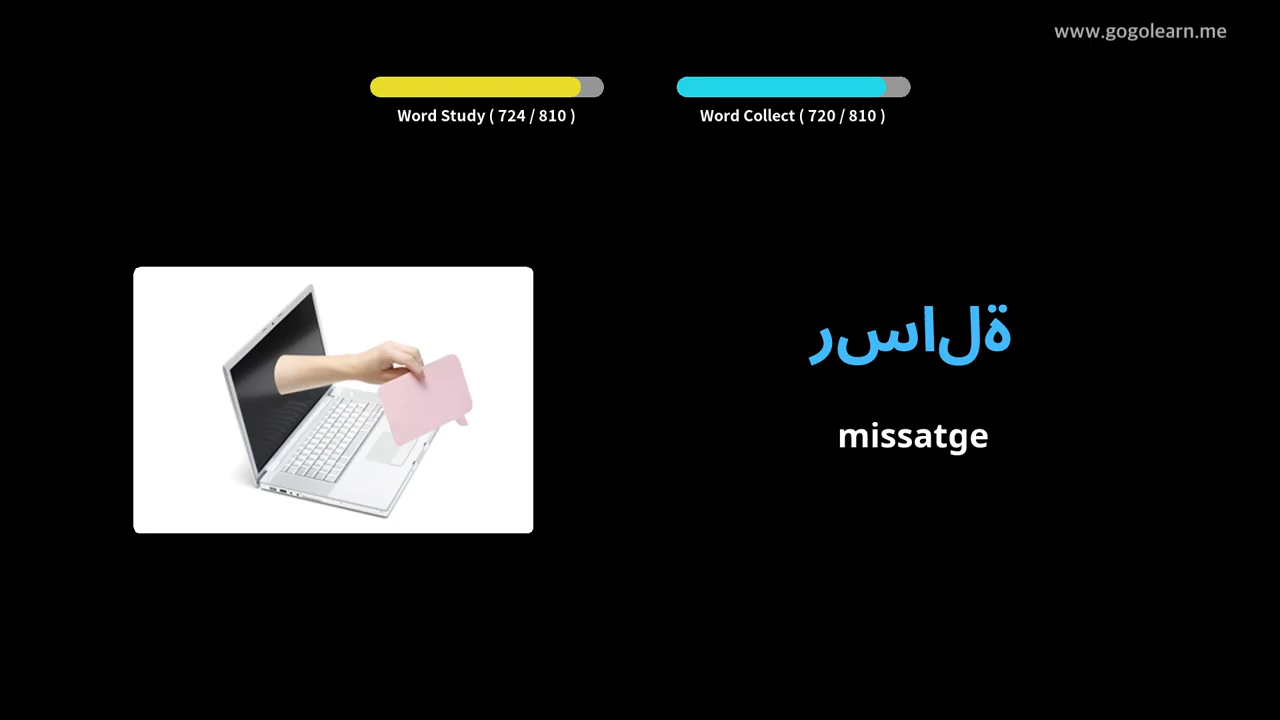 www.gogolearn.me
Word Study ( 724 / 810 )
Word Collect ( 720 / 810 )
رسالة
missatge